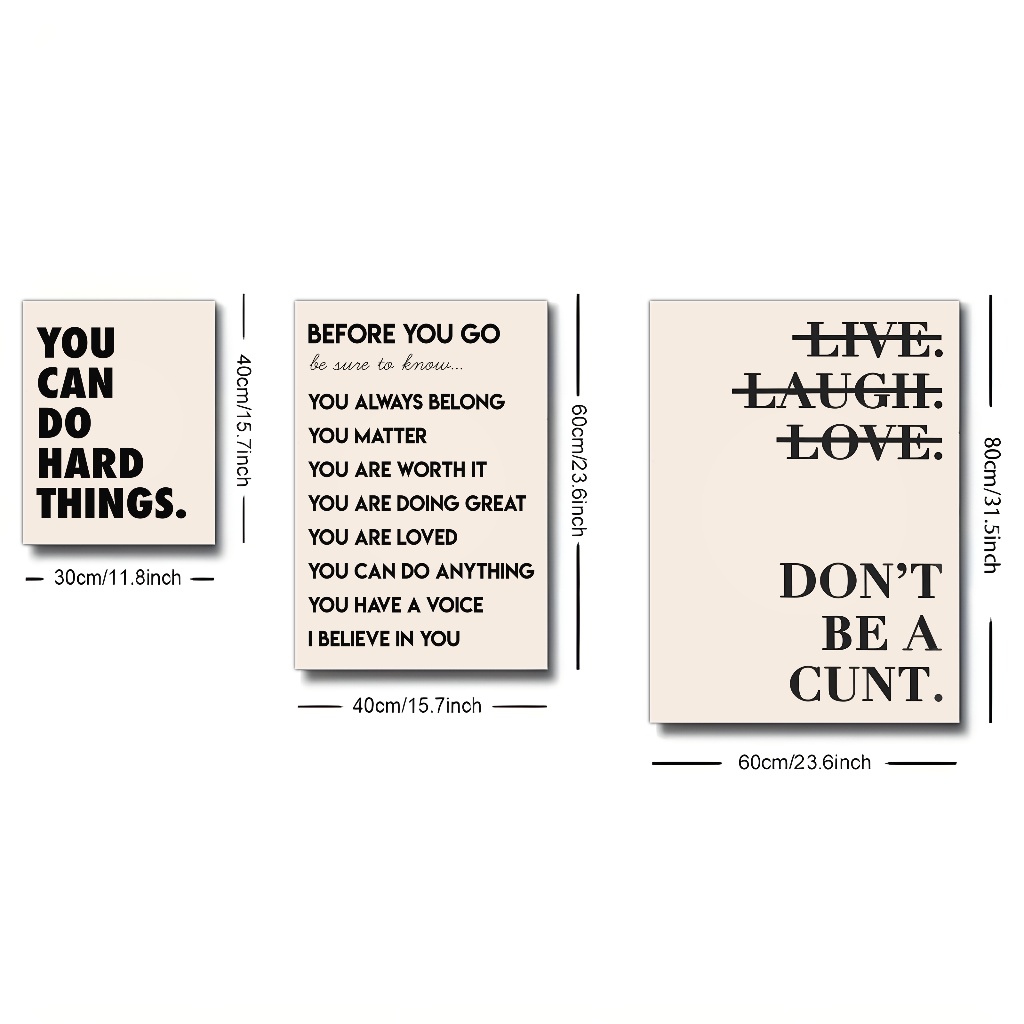 YOU
CAN
DO
HARD
THINGS.
40cm/15.7inch
30cm/11.8inch
BEFORE YOU GO
be sure to know...
YOU ALWAYS BELONG
YOU MATTER
YOU ARE WORTH IT
YOU ARE DOING GREAT
YOU ARE LOVED
YOU CAN DO ANYTHING
YOU HAVE A VOICE
I BELIEVE IN YOU
60cm/23.6inch
40cm/15.7inch
LIVE.
LAUGH.
LOVE.
DON'T
BE A
CUNT.
80cm/31.5inch
60cm/23.6inch